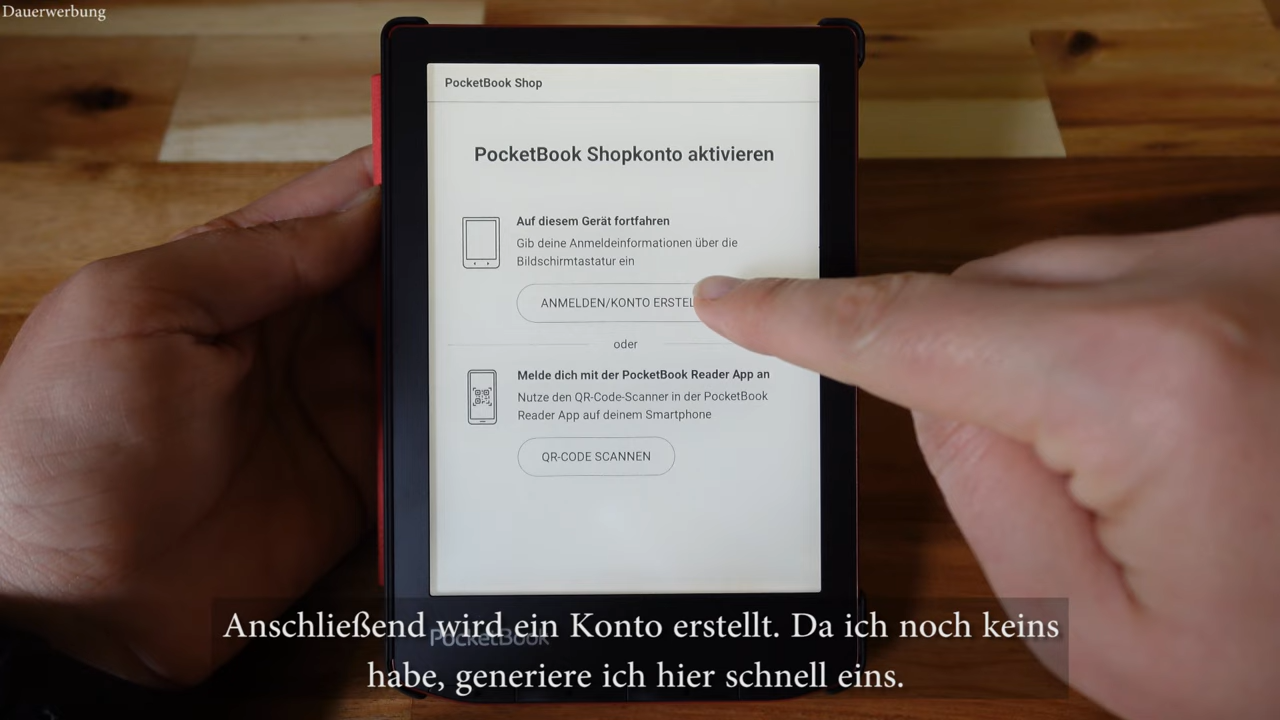 Dauerwerbung
PocketBook Shop
PocketBook Shopkonto aktivieren
Auf diesem Gerät fortfahren
Gib deine Anmeldeinformationen über die
Bildschirmtastatur ein
ANMELDEN/KONTO ERSTEL
oder
Melde dich mit der PocketBook Reader App an
Nutze den QR-Code-Scanner in der PocketBook
Reader App auf deinem Smartphone
QR-CODE SCANNEN
PocketBook
Anschließend wird ein Konto erstellt. Da ich noch keins
habe, generiere ich hier schnell eins.